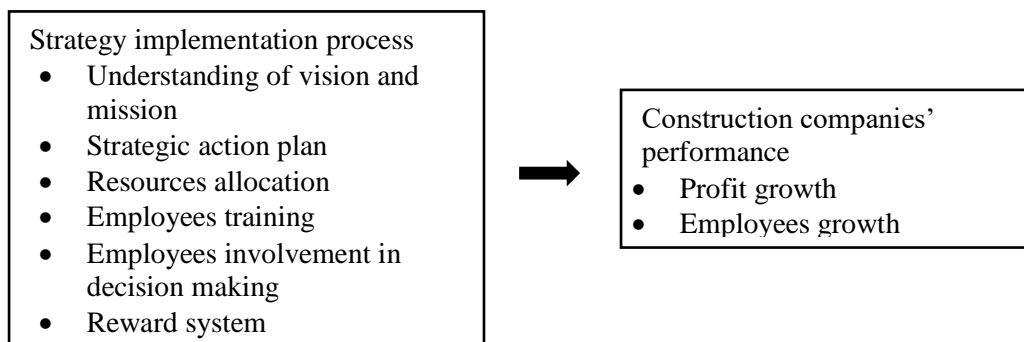 Strategy implementation process
• Understanding of vision and
mission
• Strategic action plan
• Resources allocation
• Employees training
• Employees involvement in
decision making
• Reward system
Construction companies’
performance
• Profit growth
• Employees growth